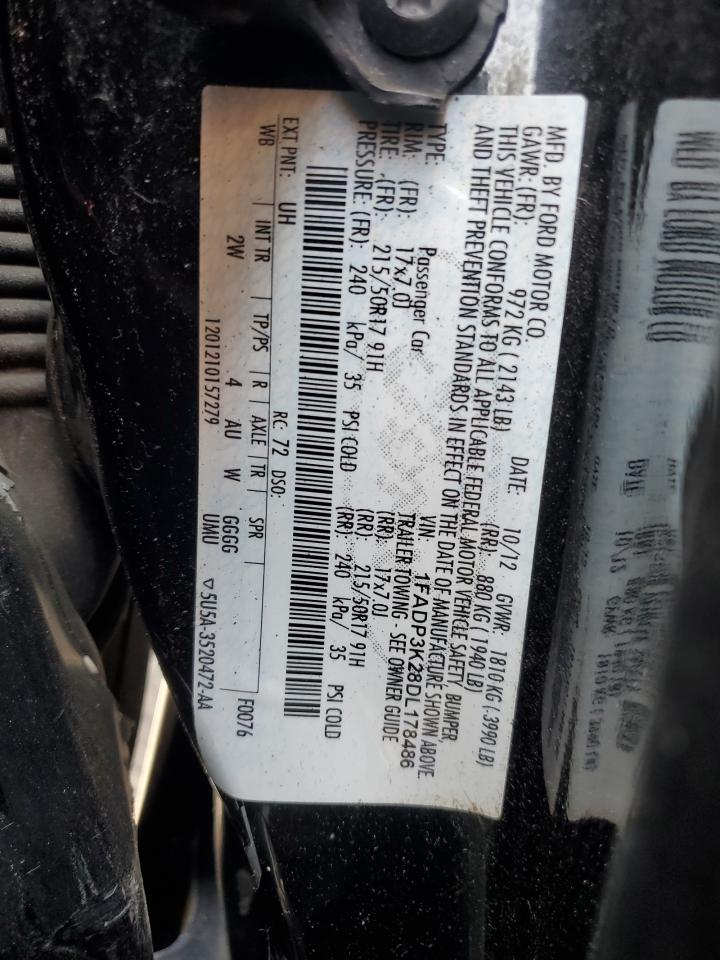 MFD. BY FORD MOTOR CO
DATE: 10/12 GVWR: 1810 KG ( 3990 LB)
GAWR: (FR): 972 KG ( 2143 LB) (RR): 880 KG ( 1940 LB)
THIS VEHICLE CONFORMS TO ALL APPLICABLE FEDERAL MOTOR VEHICLE SAFETY BUMPER
AND THEFT PREVENTION STANDARDS IN EFFECT ON THE DATE OF MANUFACTURE SHOWN ABOVE.
VIN 1FADP3K28DL178486
TYPE: Passenger Car TRAILER TOWING SEE OWNER GUIDE
RIM: (FR): 17x7.0J (RR): 17x7.0J
TIRE: (FR): 215/50R17 91H (RR): 215/50R17 91H
PRESSURE: (FR): 240 kPa/ 35 PSI COLD (RR): 240 kPa/ 35 PSI COLD
EXT PNT: UH RC: 72 DSO: F0076
WB INT TR TP/PS R AXLE TR SPR
2W 4 AU W GGGG
1201210157279 UMU
▽5U5A-3520472-AA